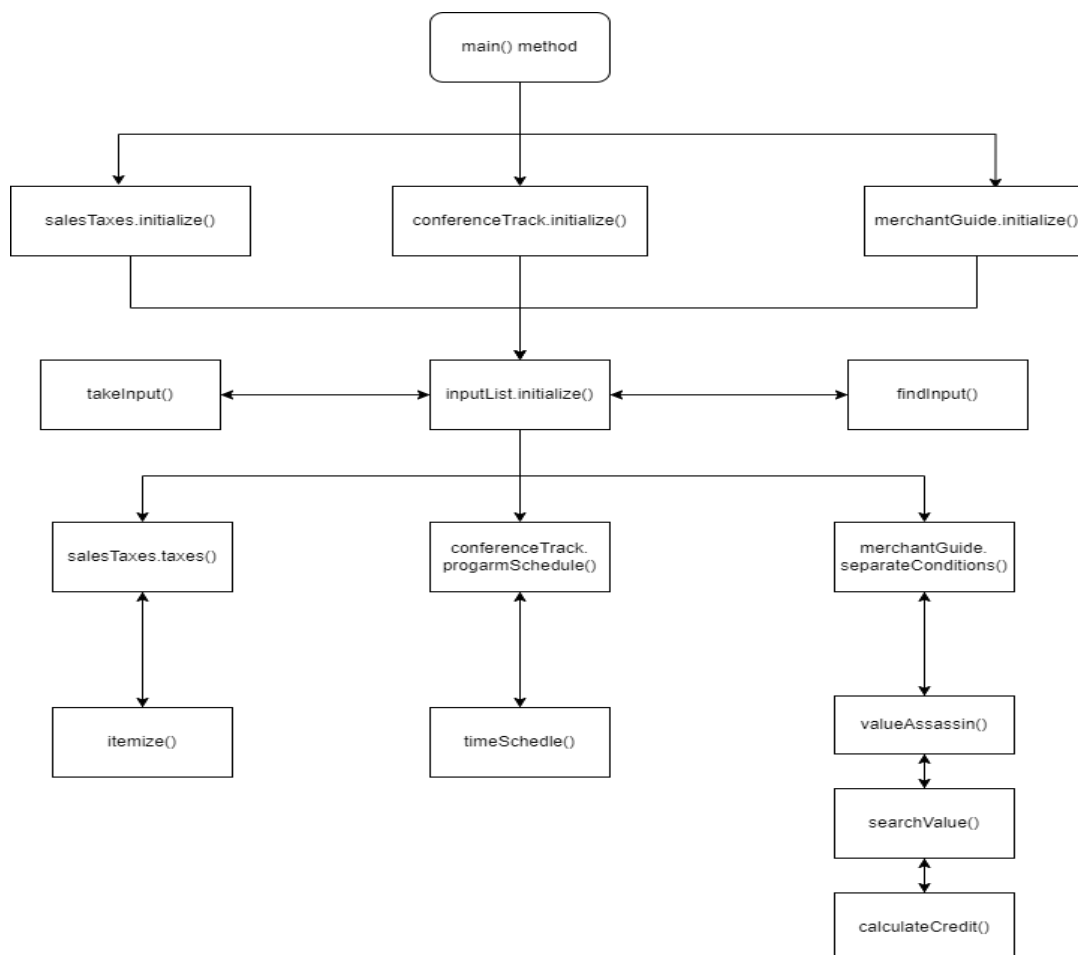 main() method
salesTaxes.initialize()
conferenceTrack.initialize()
merchantGuide.initialize()
takeInput()
inputList.initialize()
findInput()
salesTaxes.taxes()
conferenceTrack.
progarmSchedule()
merchantGuide.
separateConditions()
itemize()
timeSchedle()
valueAssassin()
searchValue()
calculateCredit()